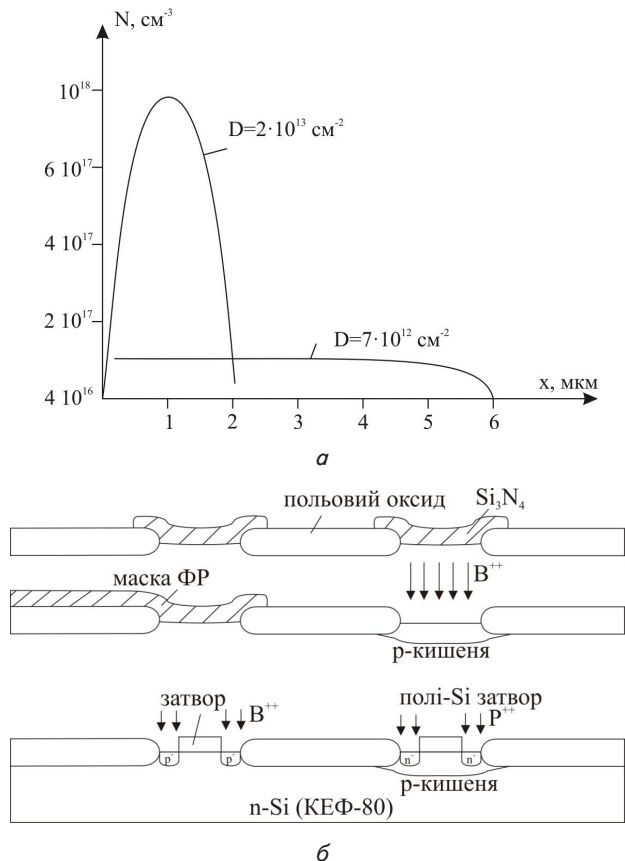 N, см⁻³
10¹⁸
D=2·10¹³ см⁻²
6 10¹⁷
4 10¹⁷
2 10¹⁷
D=7·10¹² см⁻²
4 10¹⁶
х, мкм
1 2 3 4 5 6
а
польовий оксид
Si₃N₄
маска ФР
B⁺⁺
р-кишеня
затвор
B⁺⁺
полі-Si затвор
P⁺⁺
p⁺ p⁺
n⁺ n⁺
р-кишеня
n-Si (КЕФ-80)
б